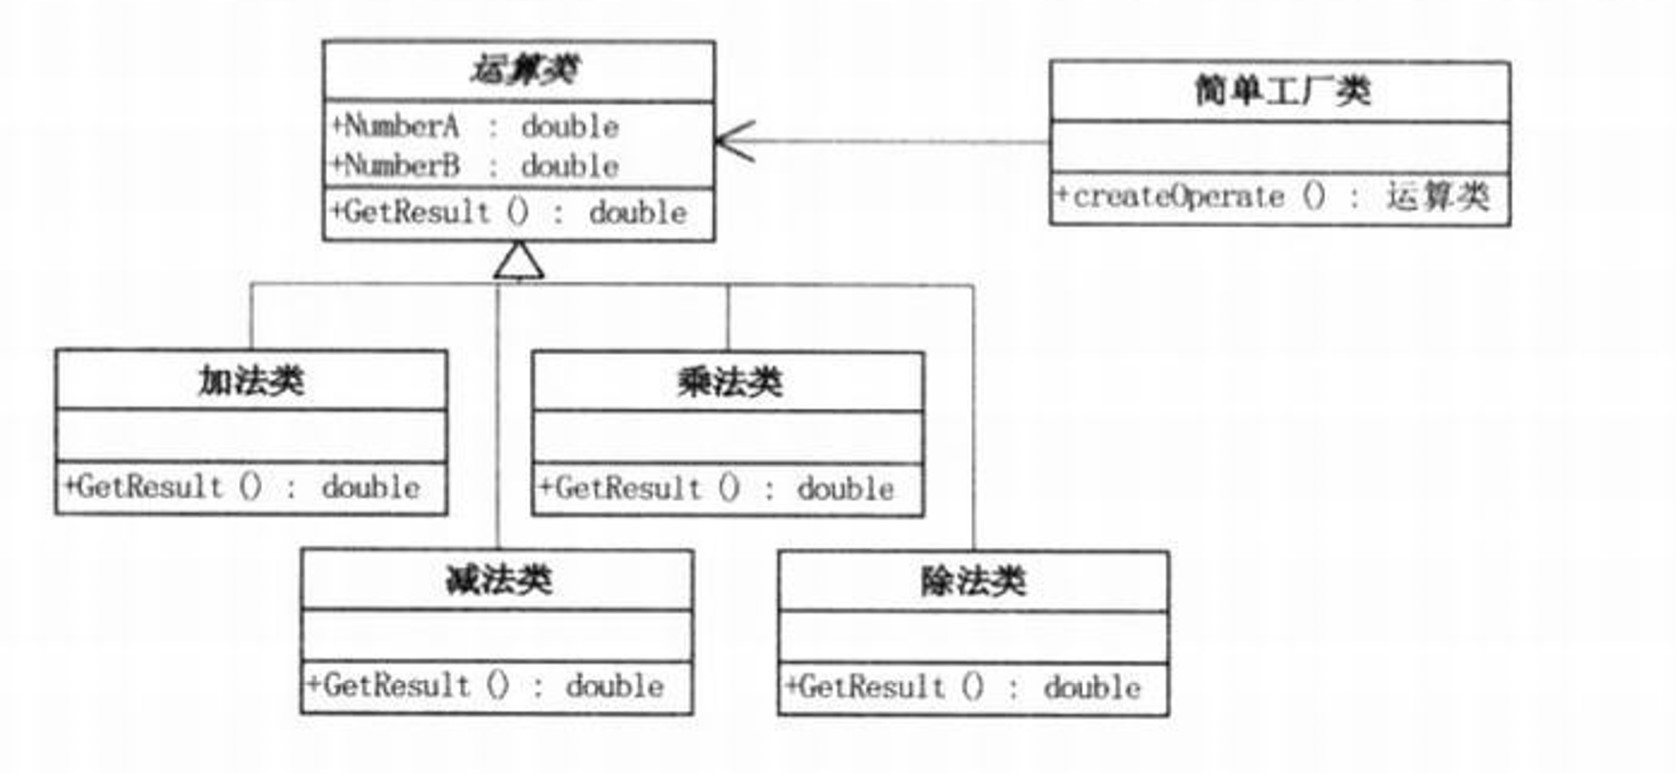 运算类
+NumberA : double
+NumberB : double
+GetResult () : double
简单工厂类
+createOperate () : 运算类
加法类
+GetResult () : double
乘法类
+GetResult () : double
减法类
+GetResult () : double
除法类
+GetResult () : double